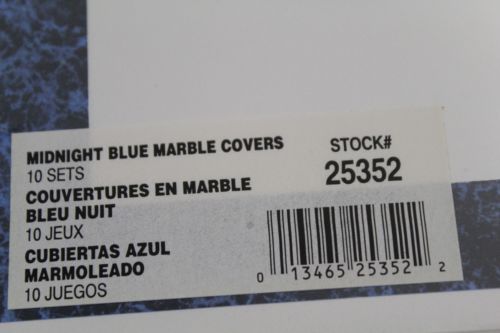 MIDNIGHT BLUE MARBLE COVERS
10 SETS
COUVERTURES EN MARBLE
BLEU NUIT
10 JEUX
CUBIERTAS AZUL
MARMOLEADO
10 JUEGOS
STOCK#
25352
0 13465 25352 2